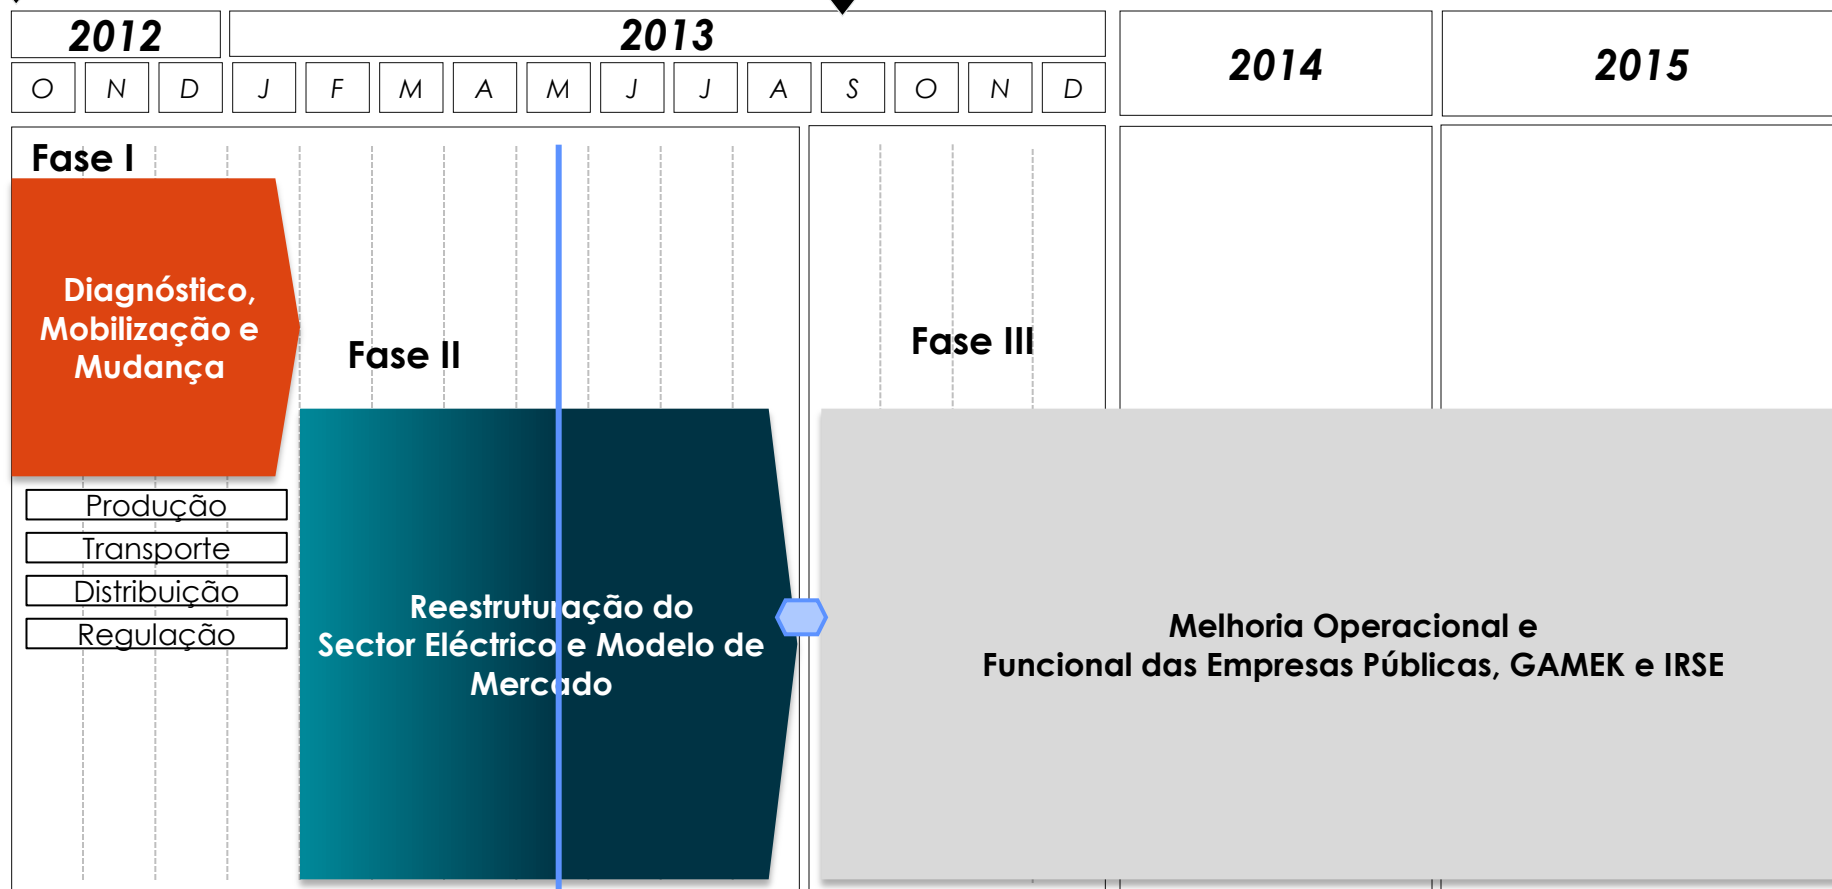 2012
2013
2014
2015
O N D J F M A M J J A S O N D
Fase I
Diagnóstico,
Mobilização e
Mudança
Fase II
Fase III
Produção
Transporte
Distribuição
Regulação
Reestruturação do
Sector Eléctrico e Modelo de
Mercado
Melhoria Operacional e
Funcional das Empresas Públicas, GAMEK e IRSE